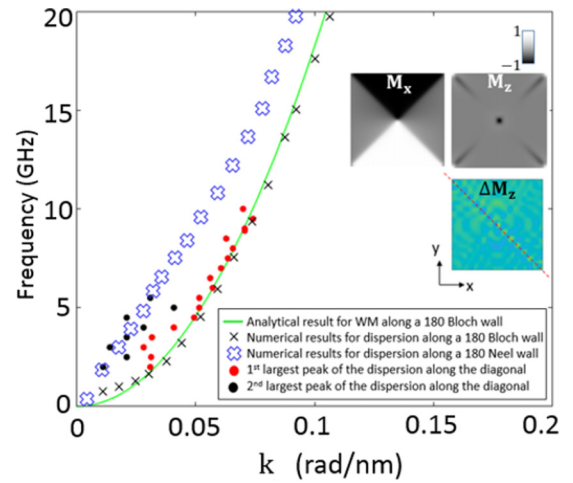 20
15
10
5
0
Frequency (GHz)
0
0.05
0.1
0.15
0.2
k (rad/nm)
1
−1
Mx
Mz
ΔMz
y
x
Analytical result for WM along a 180 Bloch wall
Numerical results for dispersion along a 180 Bloch wall
Numerical results for dispersion along a 180 Neel wall
1st largest peak of the dispersion along the diagonal
2nd largest peak of the dispersion along the diagonal